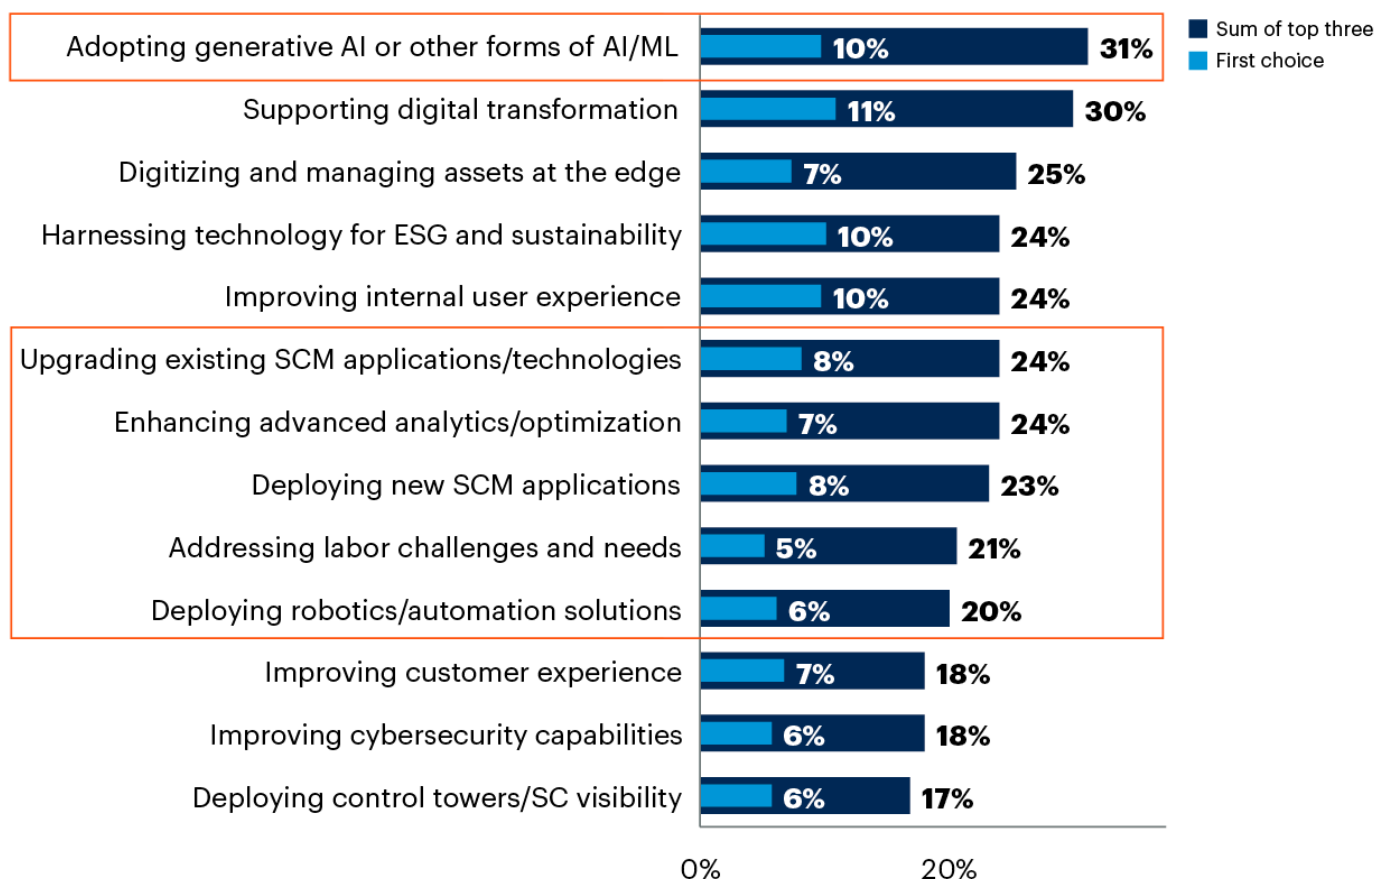 Adopting generative AI or other forms of AI/ML 10% 31%
Supporting digital transformation 11% 30%
Digitizing and managing assets at the edge 7% 25%
Harnessing technology for ESG and sustainability 10% 24%
Improving internal user experience 10% 24%
Upgrading existing SCM applications/technologies 8% 24%
Enhancing advanced analytics/optimization 7% 24%
Deploying new SCM applications 8% 23%
Addressing labor challenges and needs 5% 21%
Deploying robotics/automation solutions 6% 20%
Improving customer experience 7% 18%
Improving cybersecurity capabilities 6% 18%
Deploying control towers/SC visibility 6% 17%
0% 20%
Sum of top three
First choice